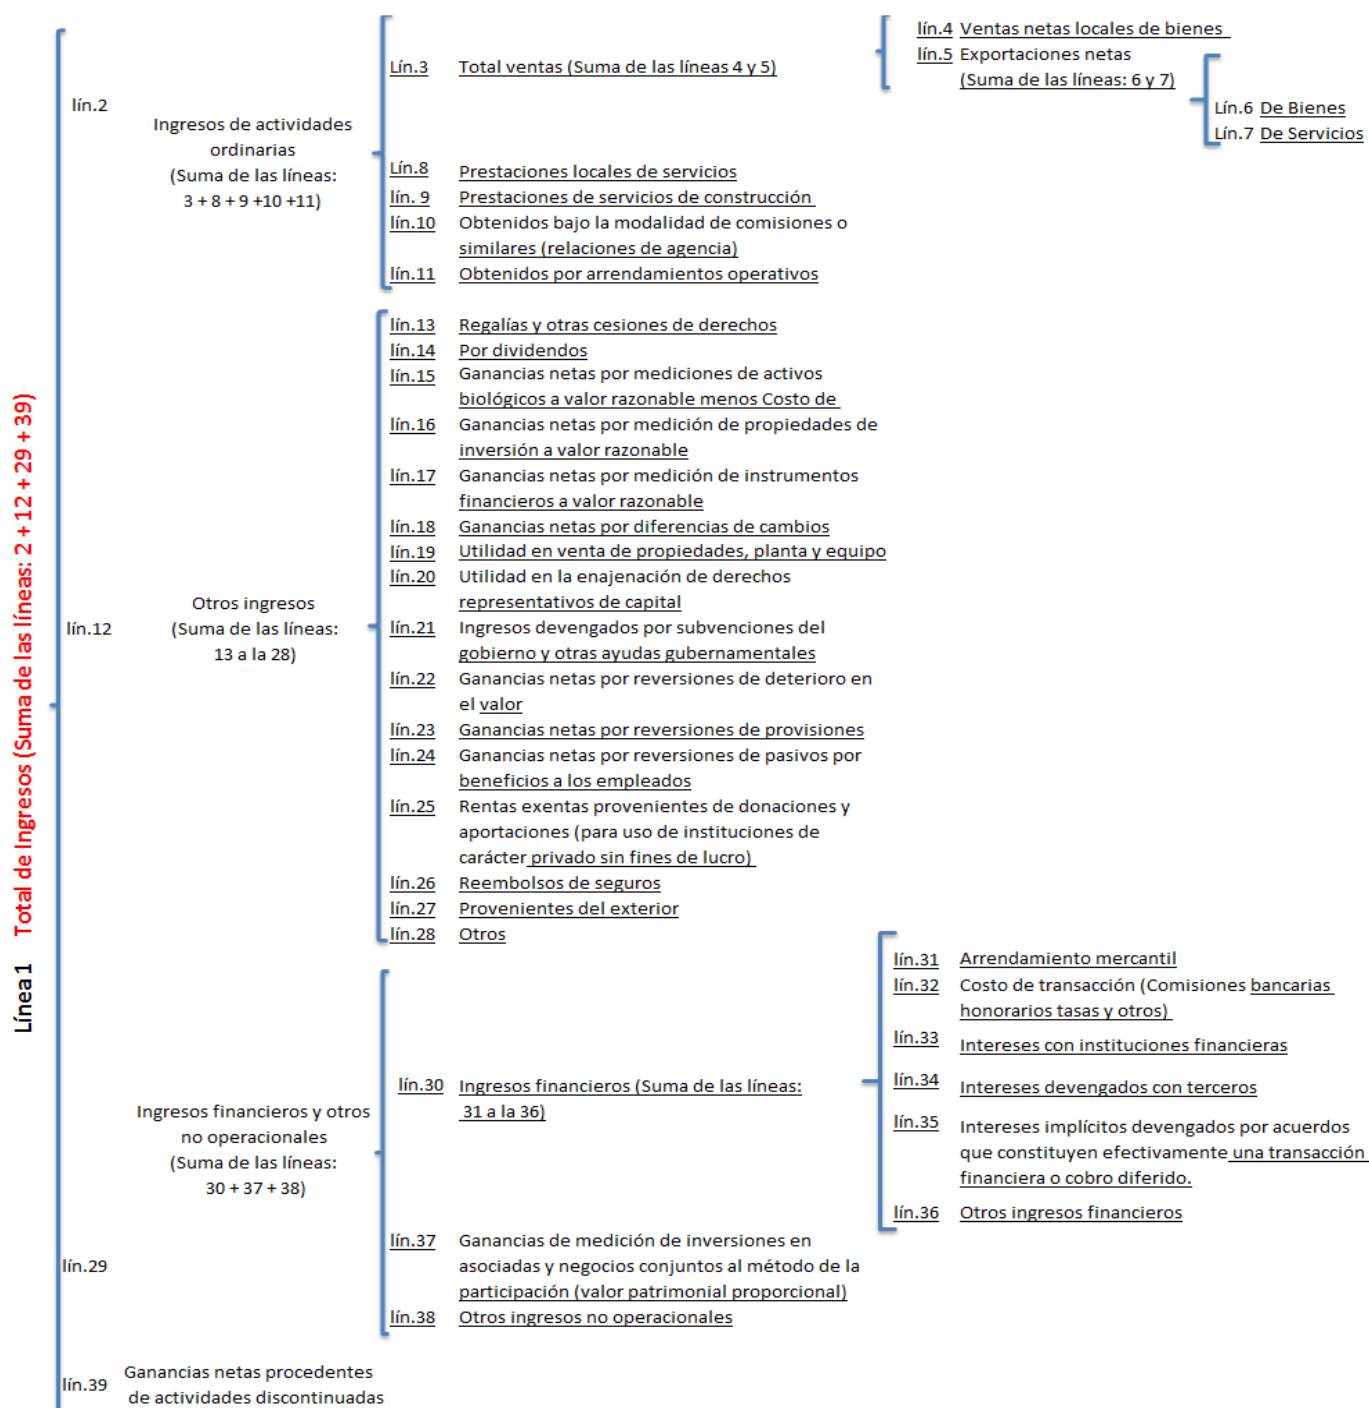 Línea 1   Total de Ingresos (Suma de las líneas: 2 + 12 + 29 + 39)
lín.2
Ingresos de actividades
ordinarias
(Suma de las líneas:
3 + 8 + 9 +10 +11)
Lín.3 Total ventas (Suma de las líneas 4 y 5)
lín.4 Ventas netas locales de bienes
lín.5 Exportaciones netas
(Suma de las líneas: 6 y 7)
Lín.6 De Bienes
Lín.7 De Servicios
Lín.8 Prestaciones locales de servicios
lín. 9 Prestaciones de servicios de construcción
lín.10 Obtenidos bajo la modalidad de comisiones o
similares (relaciones de agencia)
lín.11 Obtenidos por arrendamientos operativos
lín.12
Otros ingresos
(Suma de las líneas:
13 a la 28)
lín.13 Regalías y otras cesiones de derechos
lín.14 Por dividendos
lín.15 Ganancias netas por mediciones de activos
biológicos a valor razonable menos Costo de
lín.16 Ganancias netas por medición de propiedades de
inversión a valor razonable
lín.17 Ganancias netas por medición de instrumentos
financieros a valor razonable
lín.18 Ganancias netas por diferencias de cambios
lín.19 Utilidad en venta de propiedades, planta y equipo
lín.20 Utilidad en la enajenación de derechos
representativos de capital
lín.21 Ingresos devengados por subvenciones del
gobierno y otras ayudas gubernamentales
lín.22 Ganancias netas por reversiones de deterioro en
el valor
lín.23 Ganancias netas por reversiones de provisiones
lín.24 Ganancias netas por reversiones de pasivos por
beneficios a los empleados
lín.25 Rentas exentas provenientes de donaciones y
aportaciones (para uso de instituciones de
carácter privado sin fines de lucro)
lín.26 Reembolsos de seguros
lín.27 Provenientes del exterior
lín.28 Otros
lín.29
Ingresos financieros y otros
no operacionales
(Suma de las líneas:
30 + 37 + 38)
lín.30 Ingresos financieros (Suma de las líneas:
31 a la 36)
lín.31 Arrendamiento mercantil
lín.32 Costo de transacción (Comisiones bancarias
honorarios tasas y otros)
lín.33 Intereses con instituciones financieras
lín.34 Intereses devengados con terceros
lín.35 Intereses implícitos devengados por acuerdos
que constituyen efectivamente una transacción
financiera o cobro diferido.
lín.36 Otros ingresos financieros
lín.37 Ganancias de medición de inversiones en
asociadas y negocios conjuntos al método de la
participación (valor patrimonial proporcional)
lín.38 Otros ingresos no operacionales
lín.39 Ganancias netas procedentes
de actividades discontinuadas